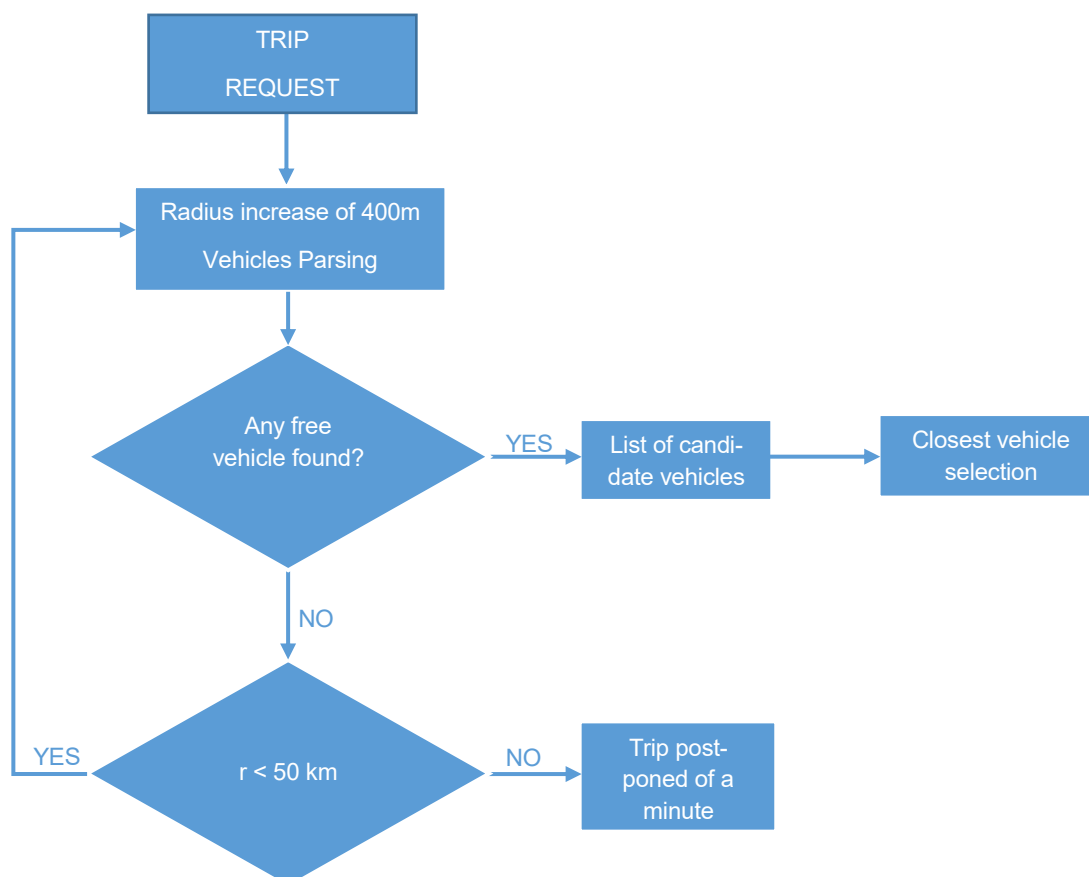 TRIP
REQUEST
Radius increase of 400m
Vehicles Parsing
Any free
vehicle found?
YES
List of candi-
date vehicles
Closest vehicle
selection
NO
YES
r < 50 km
NO
Trip post-
poned of a
minute